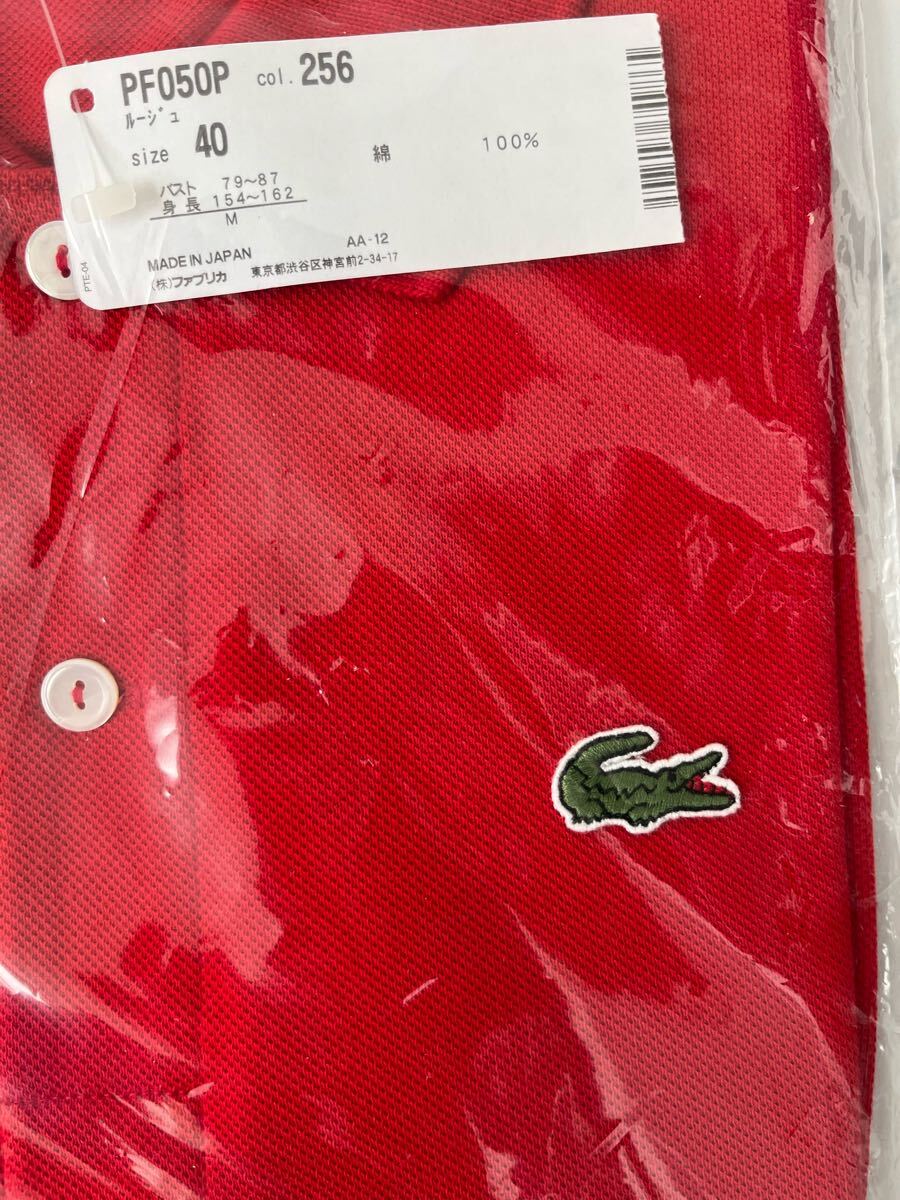 PF050P col.256
ルージュ
size 40 綿 100%
バスト 79～87
身長 154～162
M
MADE IN JAPAN AA-12
(株)ファブリカ 東京都渋谷区神宮前2-34-17
PTE-04